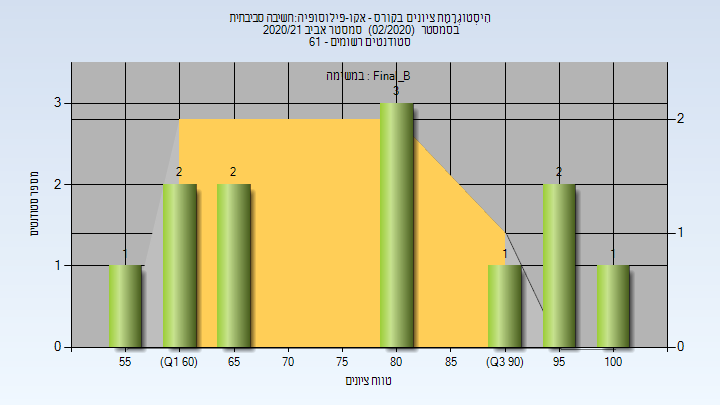 היסטוגרמת ציונים בקורס - אקו-פילוסופיה:חשיבה סביבתית
בסמסטר (02/2020) סמסטר אביב 2020/21
סטודנטים רשומים - 61
במשימה : Final_B
3
2
1
0
מספר סטודנטים
1
2
2
3
1
2
1
2
1
0
55
(Q1 60)
65
70
75
80
85
(Q3 90)
95
100
טווח ציונים